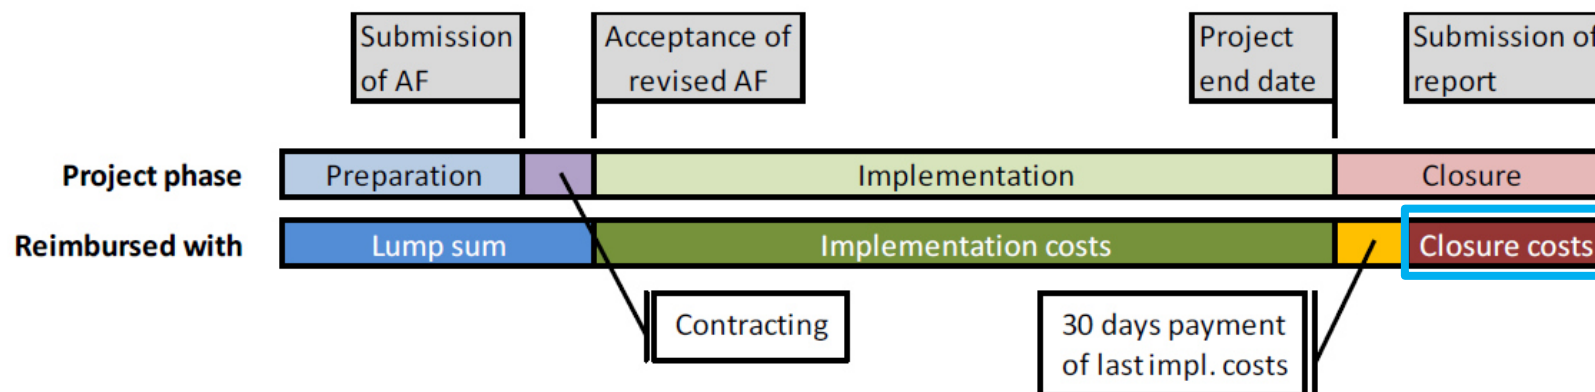 Submission
of AF
Acceptance of
revised AF
Project
end date
Submission of
report
Project phase
Preparation
Implementation
Closure
Reimbursed with
Lump sum
Implementation costs
Closure costs
Contracting
30 days payment
of last impl. costs